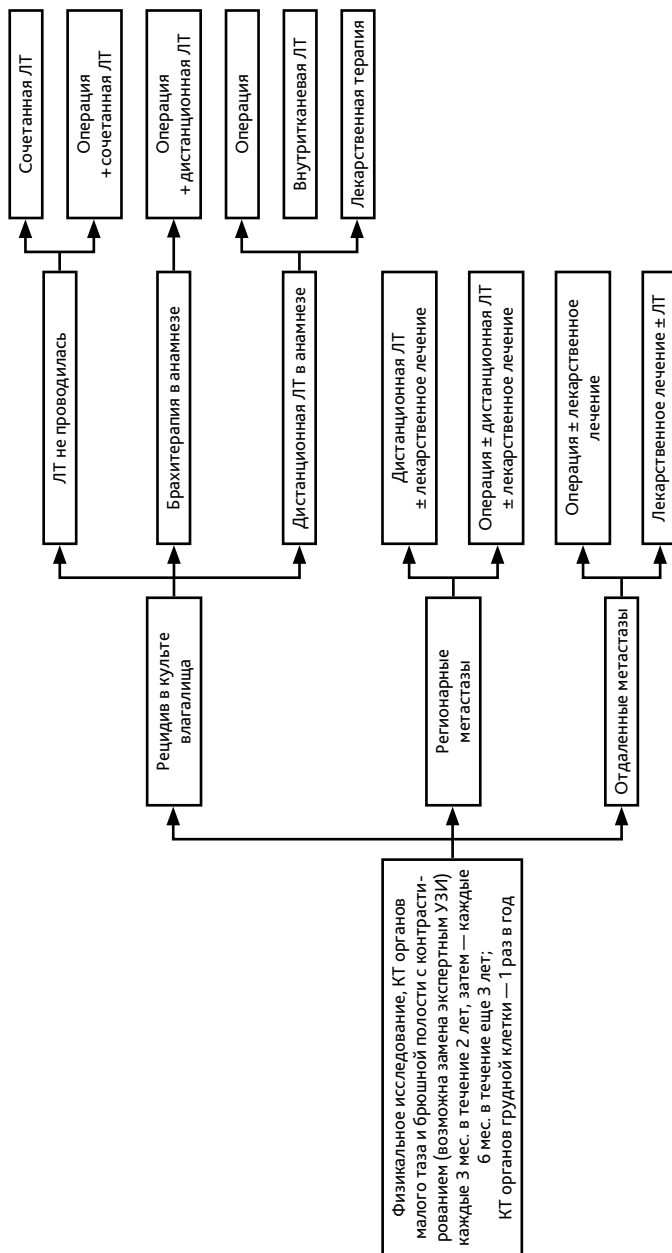 Физикальное исследование, КТ органов
малого таза и брюшной полости с контрасти-
рованием (возможна замена экспертным УЗИ)
каждые 3 мес. в течение 2 лет, затем — каждые
6 мес. в течение еще 3 лет;
КТ органов грудной клетки — 1 раз в год
Рецидив в культе
влагалища
Регионарные
метастазы
Отдаленные метастазы
ЛТ не проводилась
Брахитерапия в анамнезе
Дистанционная ЛТ в анамнезе
Дистанционная ЛТ
± лекарственное лечение
Операция ± дистанционная ЛТ
± лекарственное лечение
Операция ± лекарственное
лечение
Лекарственное лечение ± ЛТ
Сочетанная ЛТ
Операция
+ сочетанная ЛТ
Операция
+ дистанционная ЛТ
Операция
Внутритканевая ЛТ
Лекарственная терапия